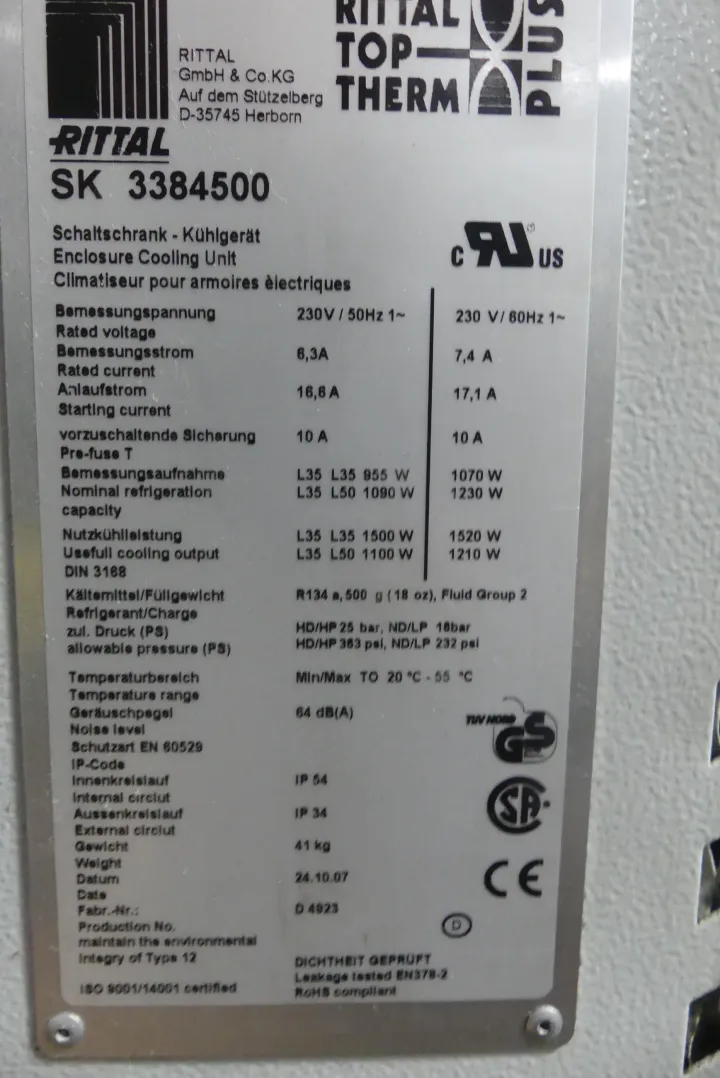 RITTAL
TOP
THERM
PLUS
RITTAL
GmbH & Co.KG
Auf dem Stützelberg
D-35745 Herborn
RITTAL
SK 3384500
Schaltschrank - Kühlgerät
Enclosure Cooling Unit
Climatiseur pour armoires èlectriques
C RU US
Bemessungspannung 230V / 50Hz 1~ 230 V/ 60Hz 1~
Rated voltage
Bemessungsstrom 6,3A 7,4 A
Rated current
Anlaufstrom 16,6 A 17,1 A
Starting current
vorzuschaltende Sicherung 10 A 10 A
Pre-fuse T
Bemessungsaufnahme L35 L35 955 W 1070 W
Nominal refrigeration L35 L50 1090 W 1230 W
capacity
Nutzkühlleistung L35 L35 1500 W 1520 W
Usefull cooling output L35 L50 1100 W 1210 W
DIN 3168
Kältemittel/Füllgewicht R134 a, 500 g ( 18 oz), Fluid Group 2
Refrigerant/Charge
zul. Druck (PS) HD/HP 25 bar, ND/LP 16bar
allowable pressure (PS) HD/HP 363 psi, ND/LP 232 psi
Temperaturbereich Min/Max TO 20 °C - 55 °C
Temperature range
Geräuschpegel 64 dB(A)
Noise level
Schutzart EN 60529
IP-Code
Innenkreislauf IP 54
Internal circiut
Aussenkreislauf IP 34
External circiut
Gewicht 41 kg
Weight
Datum 24.10.07
Date
Fabr.-Nr.: D 4923
Production No.
maintain the environmental
Integry of Type 12 DICHTHEIT GEPRÜFT
Leakage tested EN378-2
ISO 9001/14001 certified RoHS compliant
TÜV NORD
GS
SA
CE
D